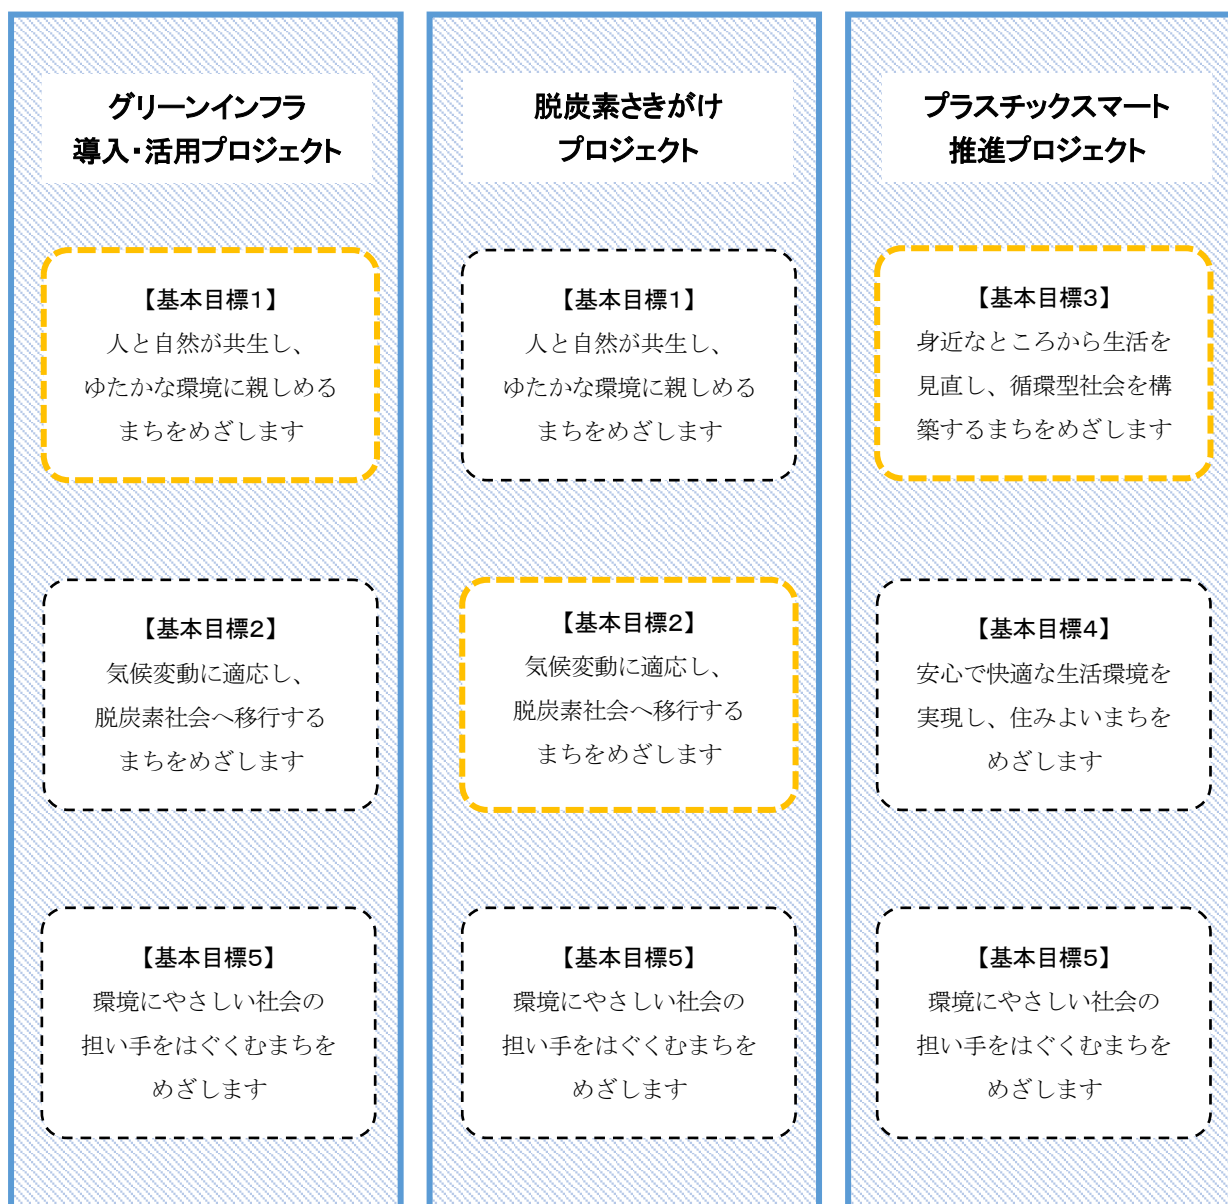 グリーンインフラ
導入・活用プロジェクト
【基本目標1】
人と自然が共生し、
ゆたかな環境に親しめる
まちをめざします
【基本目標2】
気候変動に適応し、
脱炭素社会へ移行する
まちをめざします
【基本目標5】
環境にやさしい社会の
担い手をはぐくむまちを
めざします
脱炭素さきがけ
プロジェクト
【基本目標1】
人と自然が共生し、
ゆたかな環境に親しめる
まちをめざします
【基本目標2】
気候変動に適応し、
脱炭素社会へ移行する
まちをめざします
【基本目標5】
環境にやさしい社会の
担い手をはぐくむまちを
めざします
プラスチックスマート
推進プロジェクト
【基本目標3】
身近なところから生活を
見直し、循環型社会を構
築するまちをめざします
【基本目標4】
安心で快適な生活環境を
実現し、住みよいまちを
めざします
【基本目標5】
環境にやさしい社会の
担い手をはぐくむまちを
めざします